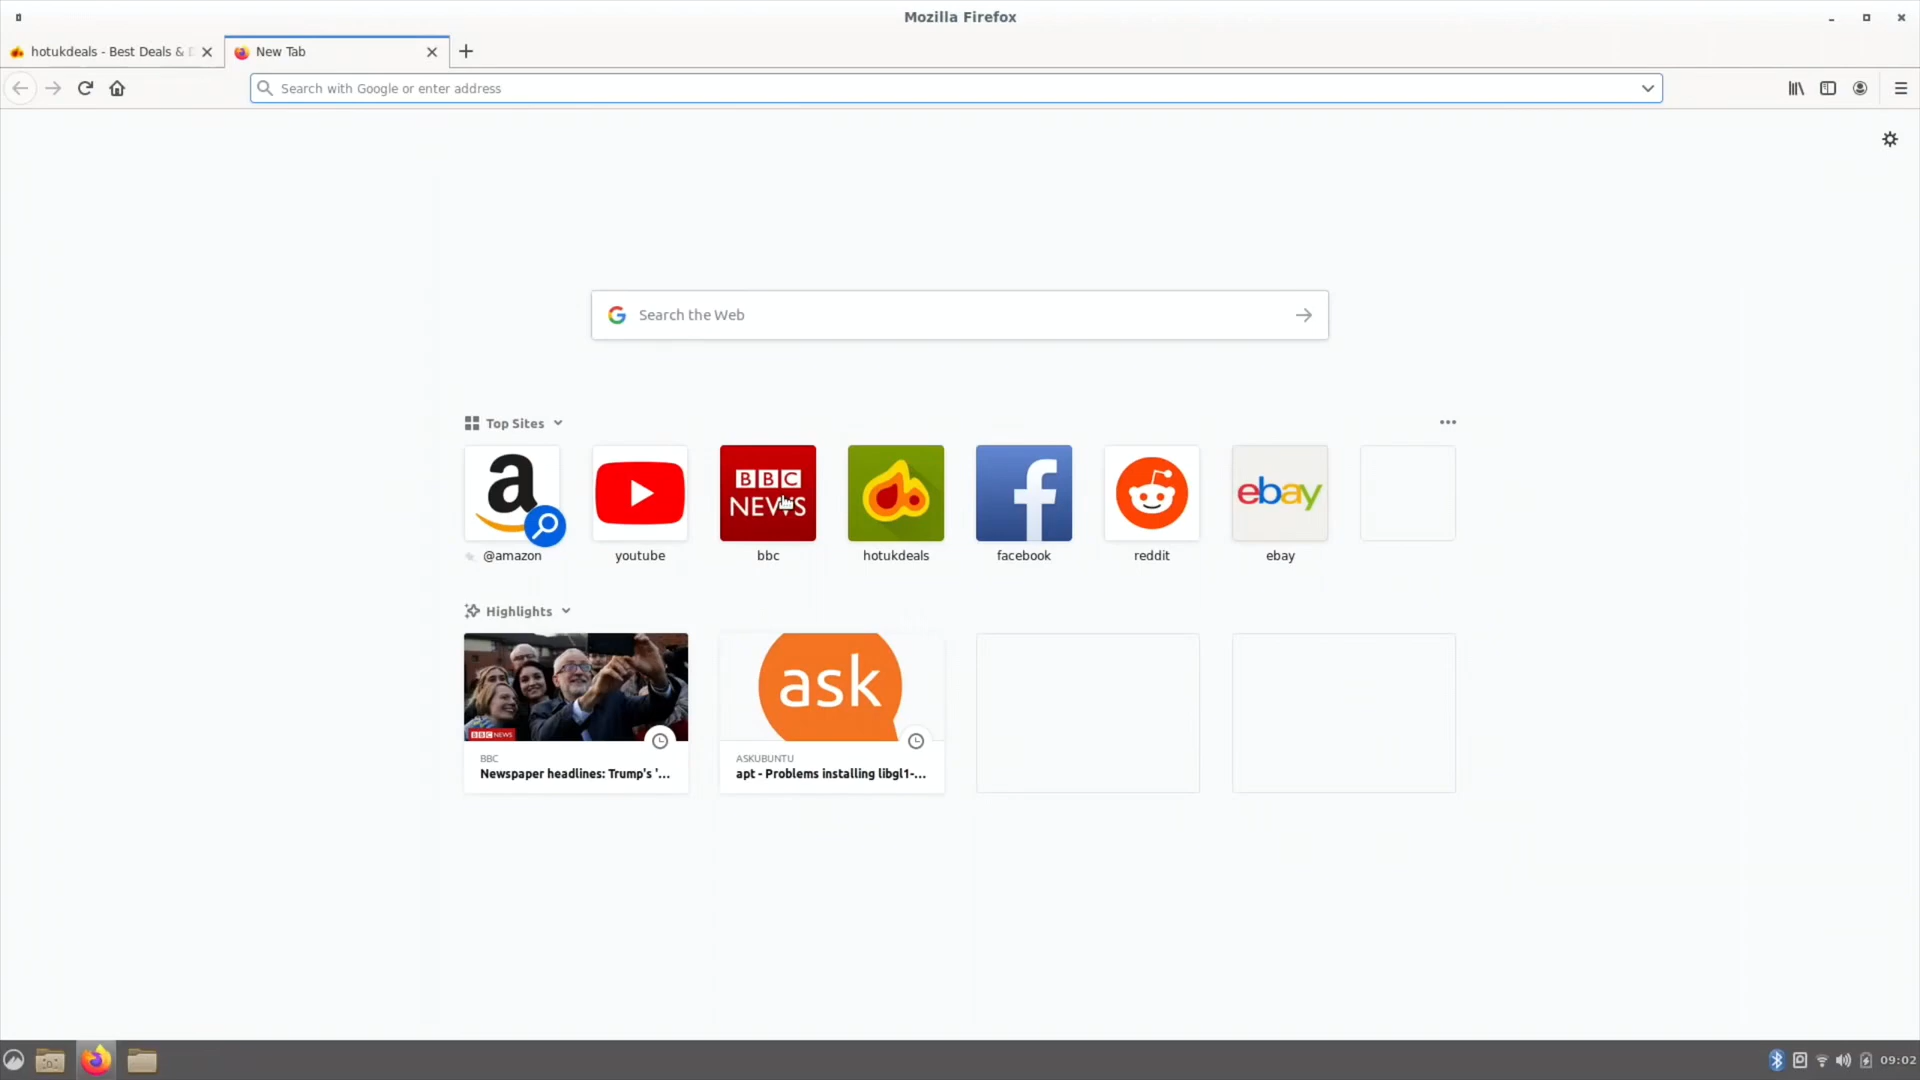 Mozilla Firefox
hotukdeals - Best Deals &
New Tab
Search with Google or enter address
Search the Web
Top Sites
a
BBC
NEWS
ebay
@amazon
youtube
bbc
hotukdeals
facebook
reddit
ebay
Highlights
BBC NEWS
ask
BBC
Newspaper headlines: Trump's '...
ASKUBUNTU
apt - Problems installing libgl1-...
09:02